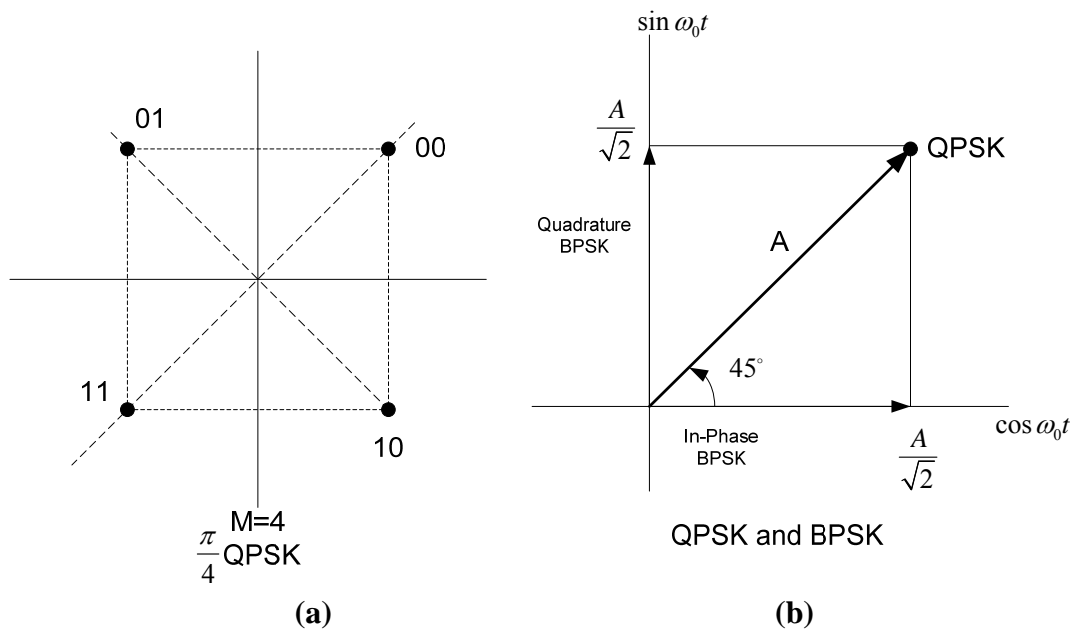 01
00
11
10
M=4
π/4 QPSK
(a)
sin ω₀t
A/√2
QPSK
Quadrature
BPSK
A
45°
In-Phase
BPSK
A/√2
cos ω₀t
QPSK and BPSK
(b)